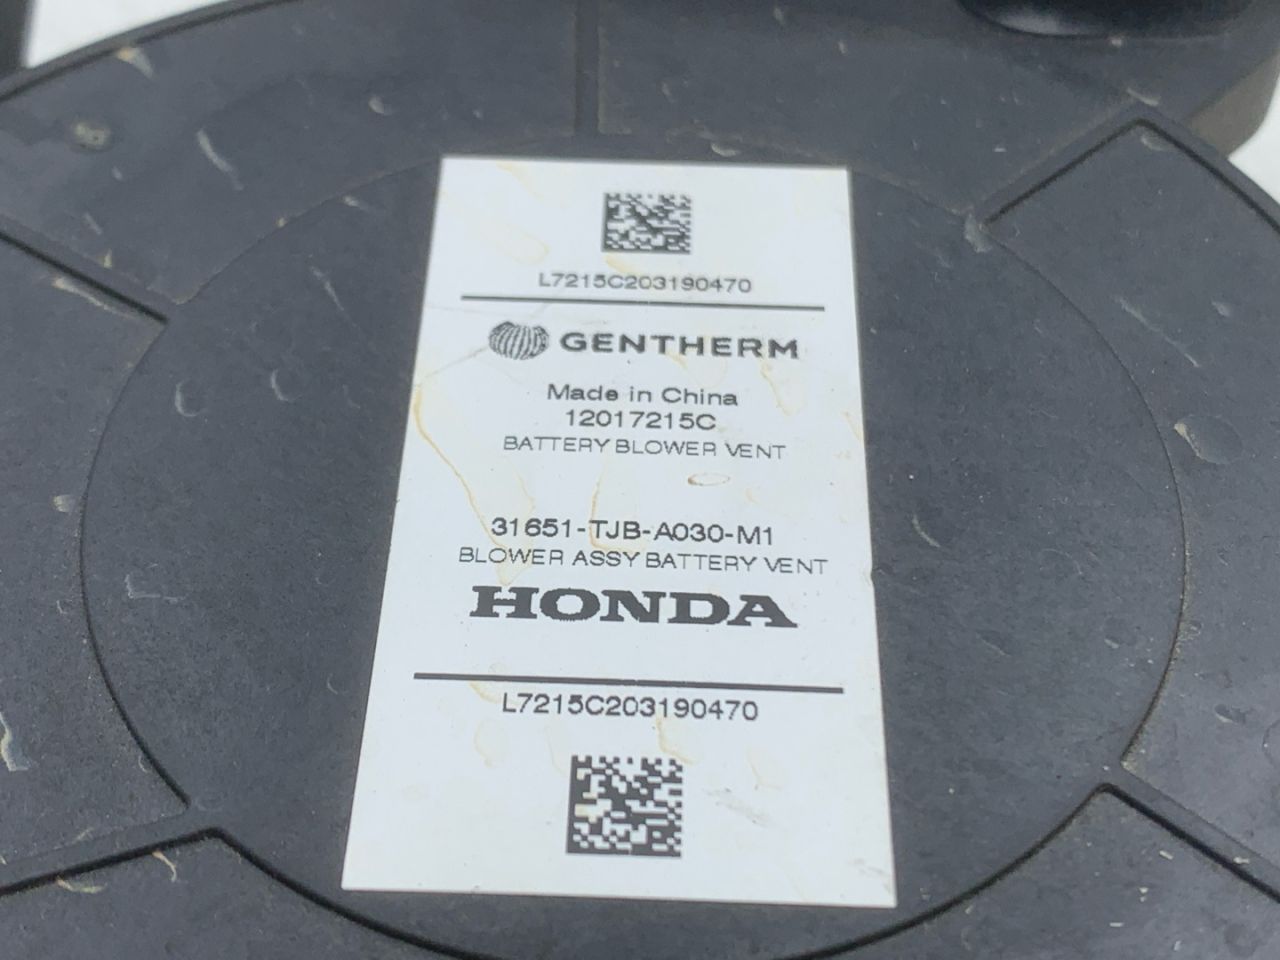 L7215C203190470
GENTHERM
Made in China
12017215C
BATTERY BLOWER VENT
31651-TJB-A030-M1
BLOWER ASSY BATTERY VENT
HONDA
L7215C203190470